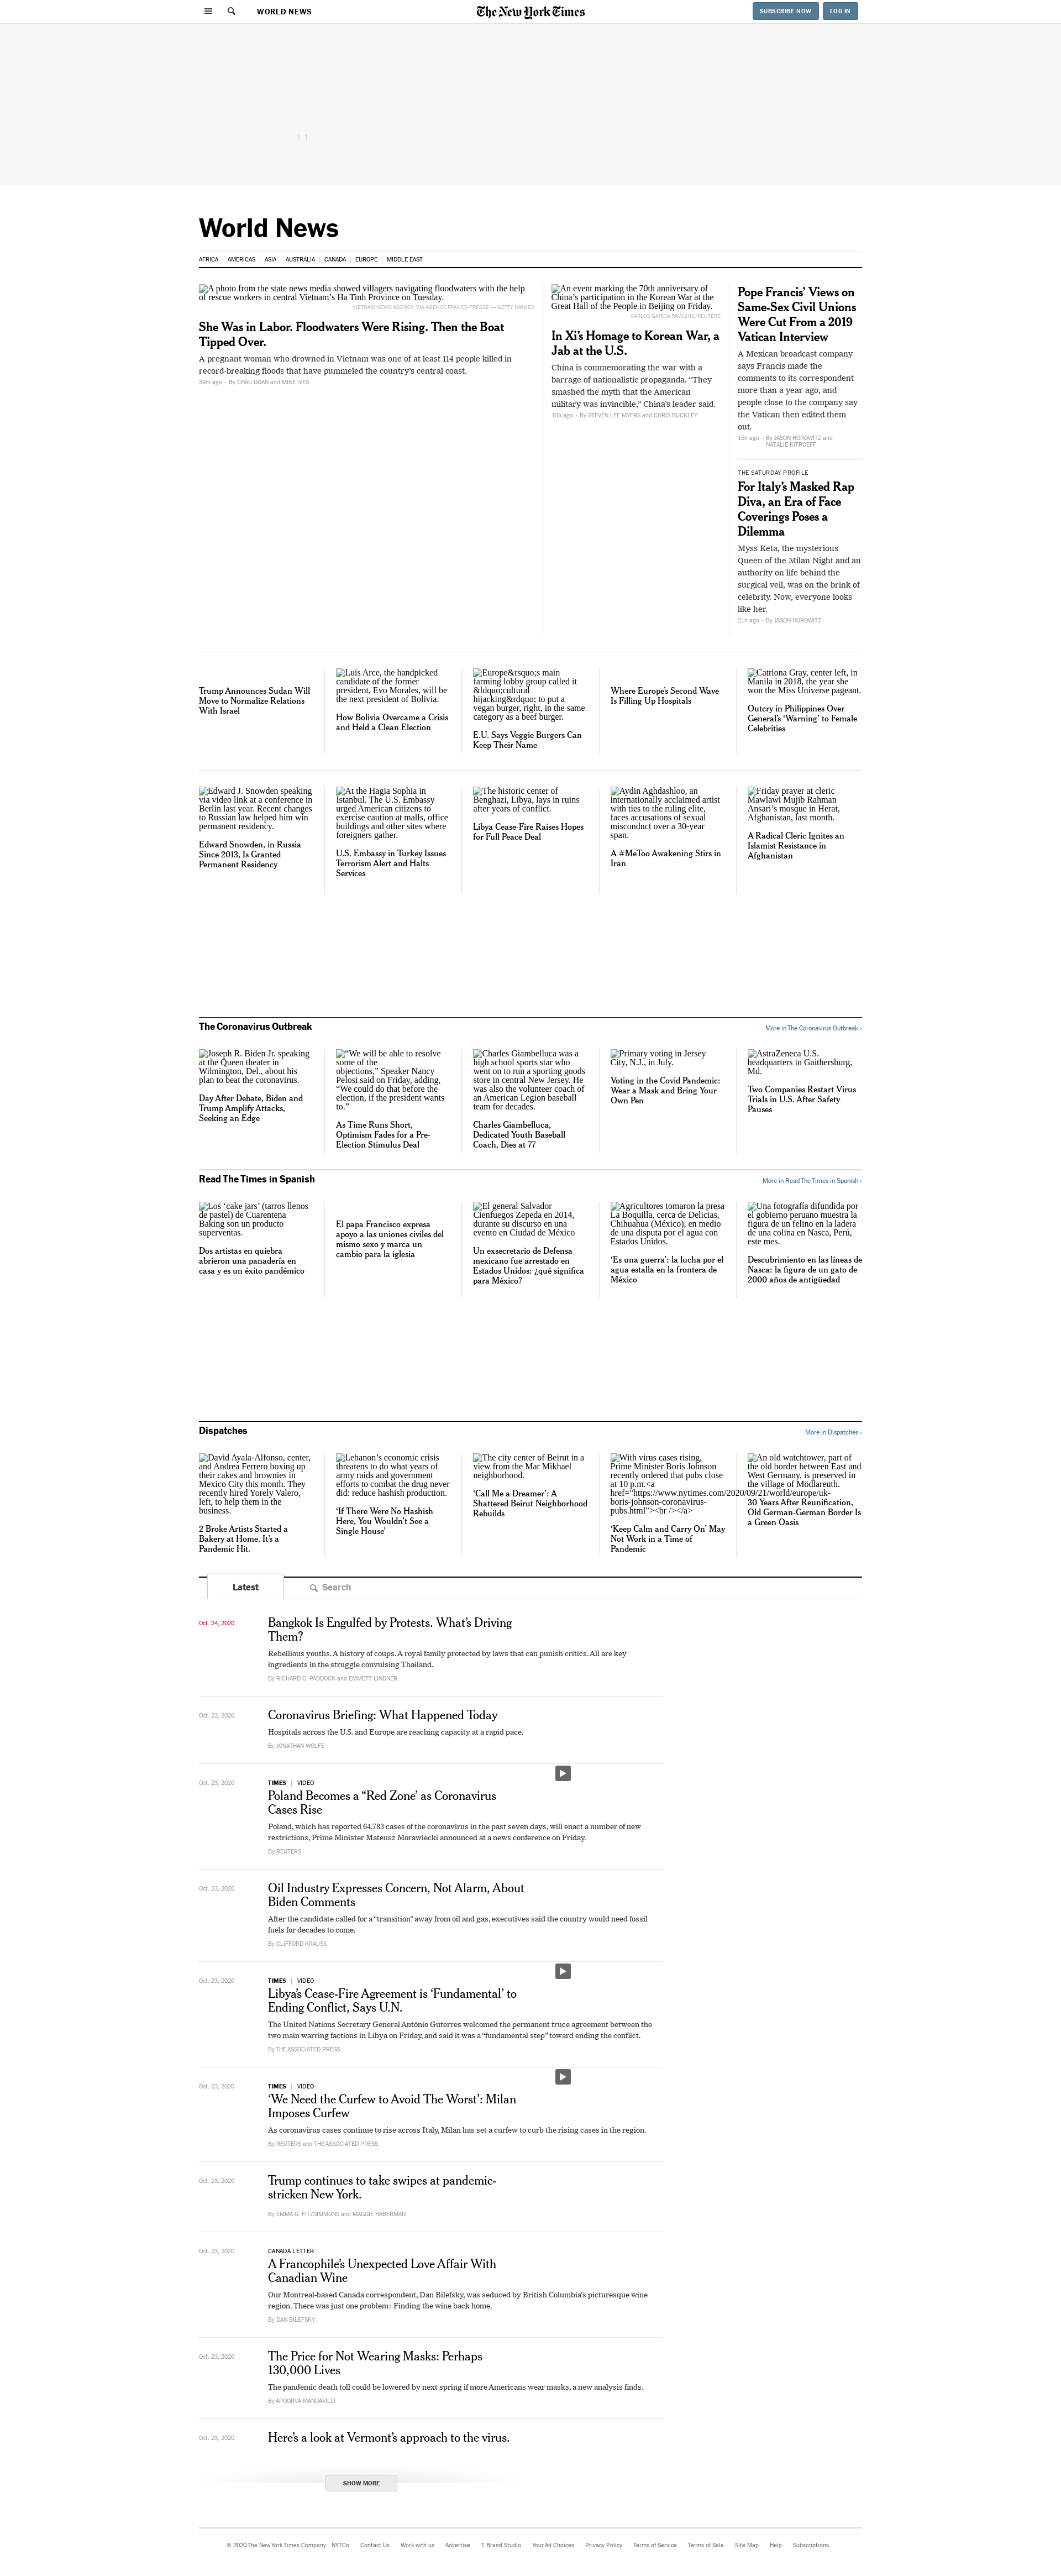 WORLD NEWS
The New York Times
SUBSCRIBE NOW
LOG IN
1
World News
AFRICA
AMERICAS
ASIA
AUSTRALIA
CANADA
EUROPE
MIDDLE EAST
A photo from the state news media showed villagers navigating floodwaters with the help
of rescue workers in central Vietnam’s Ha Tinh Province on Tuesday.
VIETNAM NEWS AGENCY, VIA AGENCE FRANCE-PRESSE — GETTY IMAGES
She Was in Labor. Floodwaters Were Rising. Then the Boat
Tipped Over.
A pregnant woman who drowned in Vietnam was one of at least 114 people killed in
record-breaking floods that have pummeled the country’s central coast.
39m ago - By CHAU DOAN and MIKE IVES
An event marking the 70th anniversary of
China’s participation in the Korean War at the
Great Hall of the People in Beijing on Friday.
CARLOS GARCIA RAWLINS/REUTERS
In Xi’s Homage to Korean War, a
Jab at the U.S.
China is commemorating the war with a
barrage of nationalistic propaganda. “They
smashed the myth that the American
military was invincible,” China’s leader said.
15h ago - By STEVEN LEE MYERS and CHRIS BUCKLEY
Pope Francis’ Views on
Same-Sex Civil Unions
Were Cut From a 2019
Vatican Interview
A Mexican broadcast company
says Francis made the
comments to its correspondent
more than a year ago, and
people close to the company say
the Vatican then edited them
out.
15h ago - By JASON HOROWITZ and
NATALIE KITROEFF
THE SATURDAY PROFILE
For Italy’s Masked Rap
Diva, an Era of Face
Coverings Poses a
Dilemma
Myss Keta, the mysterious
Queen of the Milan Night and an
authority on life behind the
surgical veil, was on the brink of
celebrity. Now, everyone looks
like her.
21h ago - By JASON HOROWITZ
Trump Announces Sudan Will
Move to Normalize Relations
With Israel
Luis Arce, the handpicked
candidate of the former
president, Evo Morales, will be
the next president of Bolivia.
How Bolivia Overcame a Crisis
and Held a Clean Election
Europe&rsquo;s main
farming lobby group called it
&ldquo;cultural
hijacking&rdquo; to put a
vegan burger, right, in the same
category as a beef burger.
E.U. Says Veggie Burgers Can
Keep Their Name
Where Europe’s Second Wave
Is Filling Up Hospitals
Catriona Gray, center left, in
Manila in 2018, the year she
won the Miss Universe pageant.
Outcry in Philippines Over
General’s ‘Warning’ to Female
Celebrities
Edward J. Snowden speaking
via video link at a conference in
Berlin last year. Recent changes
to Russian law helped him win
permanent residency.
Edward Snowden, in Russia
Since 2013, Is Granted
Permanent Residency
At the Hagia Sophia in
Istanbul. The U.S. Embassy
urged American citizens to
exercise caution at malls, office
buildings and other sites where
foreigners gather.
U.S. Embassy in Turkey Issues
Terrorism Alert and Halts
Services
The historic center of
Benghazi, Libya, lays in ruins
after years of conflict.
Libya Cease-Fire Raises Hopes
for Full Peace Deal
Aydin Aghdashloo, an
internationally acclaimed artist
with ties to the ruling elite,
faces accusations of sexual
misconduct over a 30-year
span.
A #MeToo Awakening Stirs in
Iran
Friday prayer at cleric
Mawlawi Mujib Rahman
Ansari’s mosque in Herat,
Afghanistan, last month.
A Radical Cleric Ignites an
Islamist Resistance in
Afghanistan
The Coronavirus Outbreak
More in The Coronavirus Outbreak ›
Joseph R. Biden Jr. speaking
at the Queen theater in
Wilmington, Del., about his
plan to beat the coronavirus.
Day After Debate, Biden and
Trump Amplify Attacks,
Seeking an Edge
“We will be able to resolve
some of the
objections,” Speaker Nancy
Pelosi said on Friday, adding,
“We could do that before the
election, if the president wants
to.”
As Time Runs Short,
Optimism Fades for a Pre-
Election Stimulus Deal
Charles Giambelluca was a
high school sports star who
went on to run a sporting goods
store in central New Jersey. He
was also the volunteer coach of
an American Legion baseball
team for decades.
Charles Giambelluca,
Dedicated Youth Baseball
Coach, Dies at 77
Primary voting in Jersey
City, N.J., in July.
Voting in the Covid Pandemic:
Wear a Mask and Bring Your
Own Pen
AstraZeneca U.S.
headquarters in Gaithersburg,
Md.
Two Companies Restart Virus
Trials in U.S. After Safety
Pauses
Read The Times in Spanish
More in Read The Times in Spanish ›
Los ‘cake jars’ (tarros llenos
de pastel) de Cuarentena
Baking son un producto
superventas.
Dos artistas en quiebra
abrieron una panadería en
casa y es un éxito pandémico
El papa Francisco expresa
apoyo a las uniones civiles del
mismo sexo y marca un
cambio para la iglesia
El general Salvador
Cienfuegos Zepeda en 2014,
durante su discurso en una
evento en Ciudad de México
Un exsecretario de Defensa
mexicano fue arrestado en
Estados Unidos: ¿qué significa
para México?
Agricultores tomaron la presa
La Boquilla, cerca de Delicias,
Chihuahua (México), en medio
de una disputa por el agua con
Estados Unidos.
‘Es una guerra’: la lucha por el
agua estalla en la frontera de
México
Una fotografía difundida por
el gobierno peruano muestra la
figura de un felino en la ladera
de una colina en Nasca, Perú,
este mes.
Descubrimiento en las líneas de
Nasca: la figura de un gato de
2000 años de antigüedad
Dispatches
More in Dispatches ›
David Ayala-Alfonso, center,
and Andrea Ferrero boxing up
their cakes and brownies in
Mexico City this month. They
recently hired Yorely Valero,
left, to help them in the
business.
2 Broke Artists Started a
Bakery at Home. It’s a
Pandemic Hit.
Lebanon’s economic crisis
threatens to do what years of
army raids and government
efforts to combat the drug never
did: reduce hashish production.
‘If There Were No Hashish
Here, You Wouldn’t See a
Single House’
The city center of Beirut in a
view from the Mar Mikhael
neighborhood.
‘Call Me a Dreamer’: A
Shattered Beirut Neighborhood
Rebuilds
With virus cases rising,
Prime Minister Boris Johnson
recently ordered that pubs close
at 10 p.m.<a
href="https://www.nytimes.com/2020/09/21/world/europe/uk-
boris-johnson-coronavirus-
pubs.html"><br /></a>
‘Keep Calm and Carry On’ May
Not Work in a Time of
Pandemic
An old watchtower, part of
the old border between East and
West Germany, is preserved in
the village of Mödlareuth.
30 Years After Reunification,
Old German-German Border Is
a Green Oasis
Latest
Search
Oct. 24, 2020
Bangkok Is Engulfed by Protests. What’s Driving
Them?
Rebellious youths. A history of coups. A royal family protected by laws that can punish critics. All are key
ingredients in the struggle convulsing Thailand.
By RICHARD C. PADDOCK and EMMETT LINDNER
Oct. 23, 2020
Coronavirus Briefing: What Happened Today
Hospitals across the U.S. and Europe are reaching capacity at a rapid pace.
By JONATHAN WOLFE
Oct. 23, 2020
TIMES | VIDEO
Poland Becomes a “Red Zone’ as Coronavirus
Cases Rise
Poland, which has reported 64,783 cases of the coronavirus in the past seven days, will enact a number of new
restrictions, Prime Minister Mateusz Morawiecki announced at a news conference on Friday.
By REUTERS
Oct. 23, 2020
Oil Industry Expresses Concern, Not Alarm, About
Biden Comments
After the candidate called for a “transition” away from oil and gas, executives said the country would need fossil
fuels for decades to come.
By CLIFFORD KRAUSS
Oct. 23, 2020
TIMES | VIDEO
Libya’s Cease-Fire Agreement is ‘Fundamental’ to
Ending Conflict, Says U.N.
The United Nations Secretary General António Guterres welcomed the permanent truce agreement between the
two main warring factions in Libya on Friday, and said it was a “fundamental step” toward ending the conflict.
By THE ASSOCIATED PRESS
Oct. 23, 2020
TIMES | VIDEO
‘We Need the Curfew to Avoid The Worst’: Milan
Imposes Curfew
As coronavirus cases continue to rise across Italy, Milan has set a curfew to curb the rising cases in the region.
By REUTERS and THE ASSOCIATED PRESS
Oct. 23, 2020
Trump continues to take swipes at pandemic-
stricken New York.
By EMMA G. FITZSIMMONS and MAGGIE HABERMAN
Oct. 23, 2020
CANADA LETTER
A Francophile’s Unexpected Love Affair With
Canadian Wine
Our Montreal-based Canada correspondent, Dan Bilefsky, was seduced by British Columbia’s picturesque wine
region. There was just one problem: Finding the wine back home.
By DAN BILEFSKY
Oct. 23, 2020
The Price for Not Wearing Masks: Perhaps
130,000 Lives
The pandemic death toll could be lowered by next spring if more Americans wear masks, a new analysis finds.
By APOORVA MANDAVILLI
Oct. 23, 2020
Here’s a look at Vermont’s approach to the virus.
SHOW MORE
© 2020 The New York Times Company
NYTCo
Contact Us
Work with us
Advertise
T Brand Studio
Your Ad Choices
Privacy Policy
Terms of Service
Terms of Sale
Site Map
Help
Subscriptions